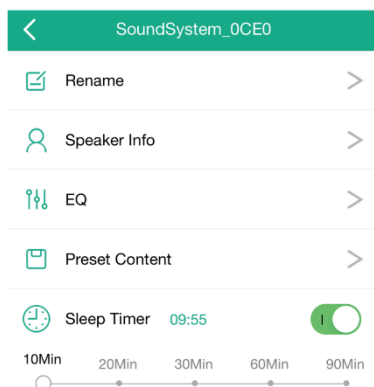 SoundSystem_0CE0
Rename
Speaker Info
EQ
Preset Content
Sleep Timer 09:55
10Min 20Min 30Min 60Min 90Min